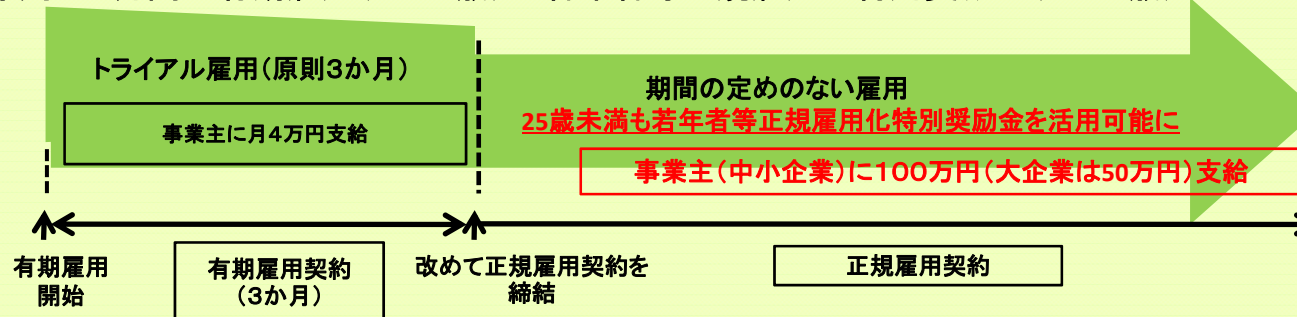 トライアル雇用(原則3か月)
事業主に月4万円支給
期間の定めのない雇用
25歳未満も若年者等正規雇用化特別奨励金を活用可能に
事業主(中小企業)に100万円(大企業は50万円)支給
有期雇用
開始
有期雇用契約
(3か月)
改めて正規雇用契約を
締結
正規雇用契約